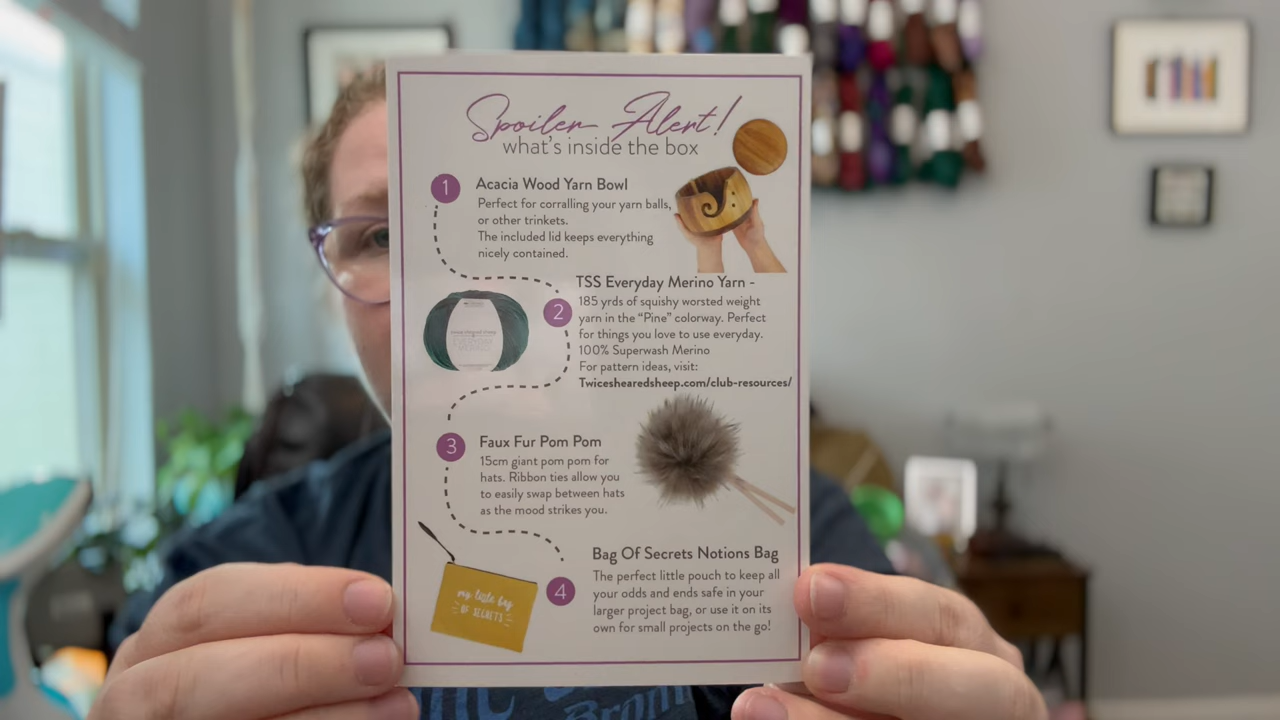 Spoiler Alert!
what's inside the box
1
Acacia Wood Yarn Bowl
Perfect for corralling your yarn balls,
or other trinkets.
The included lid keeps everything
nicely contained.
2
TSS Everyday Merino Yarn -
185 yrds of squishy worsted weight
yarn in the “Pine” colorway. Perfect
for things you love to use everyday.
100% Superwash Merino
For pattern ideas, visit:
Twiceshearedsheep.com/club-resources/
3
Faux Fur Pom Pom
15cm giant pom pom for
hats. Ribbon ties allow you
to easily swap between hats
as the mood strikes you.
my little bag
OF SECRETS
4
Bag Of Secrets Notions Bag
The perfect little pouch to keep all
your odds and ends safe in your
larger project bag, or use it on its
own for small projects on the go!